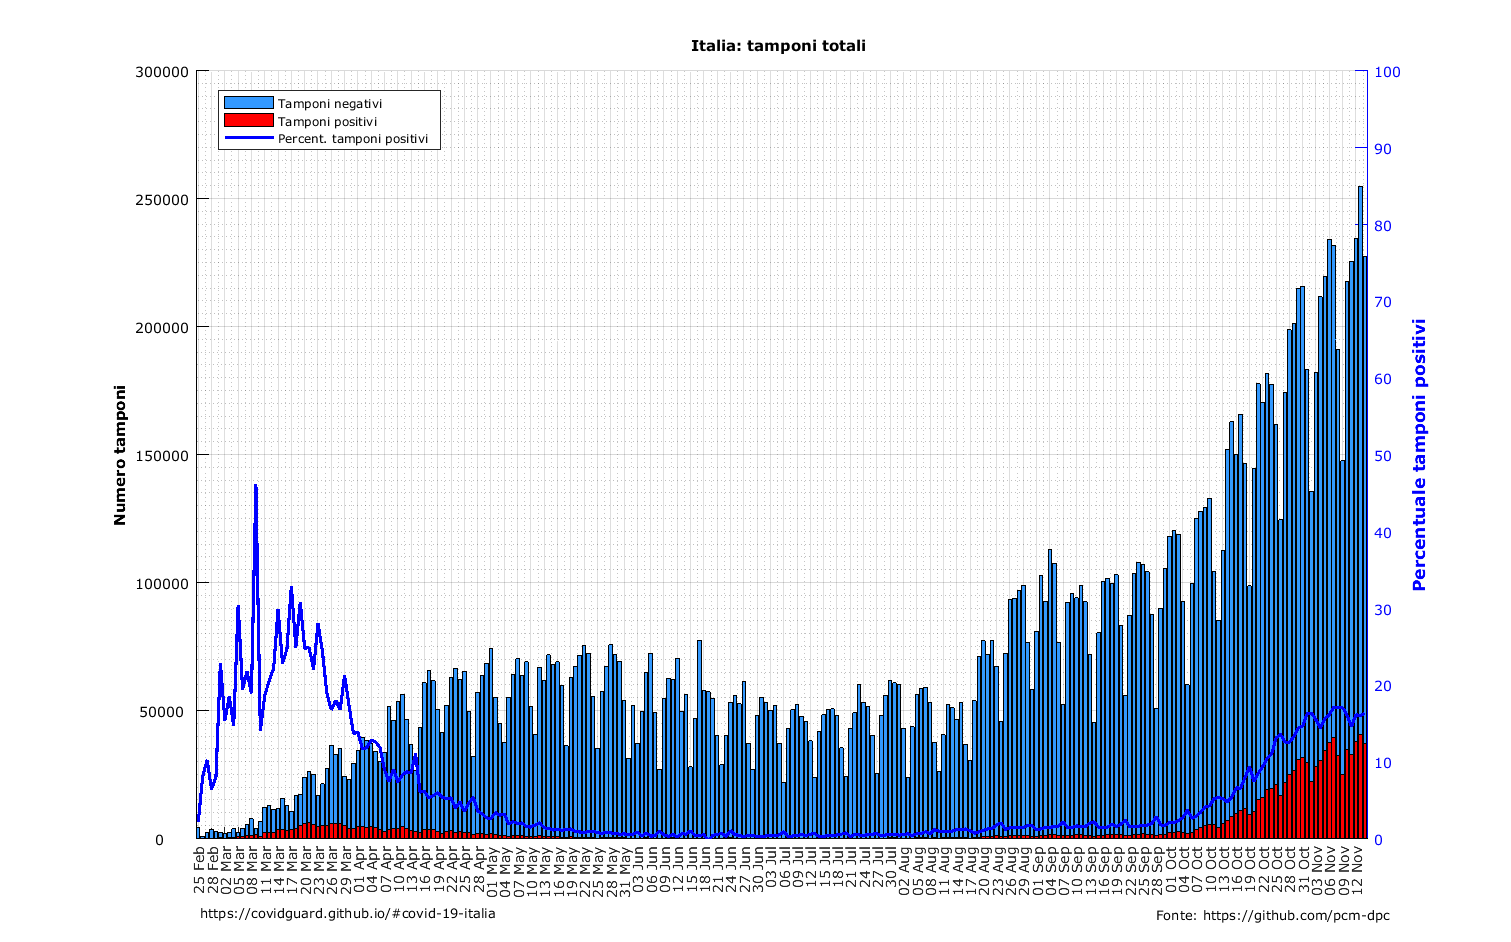 Italia: tamponi totali
300000
250000
200000
150000
100000
50000
0
Numero tamponi
Tamponi negativi
Tamponi positivi
Percent. tamponi positivi
100
90
80
70
60
50
40
30
20
10
0
Percentuale tamponi positivi
25 Feb
28 Feb
02 Mar
05 Mar
08 Mar
11 Mar
14 Mar
17 Mar
20 Mar
23 Mar
26 Mar
29 Mar
01 Apr
04 Apr
07 Apr
10 Apr
13 Apr
16 Apr
19 Apr
22 Apr
25 Apr
28 Apr
01 May
04 May
07 May
10 May
13 May
16 May
19 May
22 May
25 May
28 May
31 May
03 Jun
06 Jun
09 Jun
12 Jun
15 Jun
18 Jun
21 Jun
24 Jun
27 Jun
30 Jun
03 Jul
06 Jul
09 Jul
12 Jul
15 Jul
18 Jul
21 Jul
24 Jul
27 Jul
30 Jul
02 Aug
05 Aug
08 Aug
11 Aug
14 Aug
17 Aug
20 Aug
23 Aug
26 Aug
29 Aug
01 Sep
04 Sep
07 Sep
10 Sep
13 Sep
16 Sep
19 Sep
22 Sep
25 Sep
28 Sep
01 Oct
04 Oct
07 Oct
10 Oct
13 Oct
16 Oct
19 Oct
22 Oct
25 Oct
28 Oct
31 Oct
03 Nov
06 Nov
09 Nov
12 Nov
https://covidguard.github.io/#covid-19-italia
Fonte: https://github.com/pcm-dpc